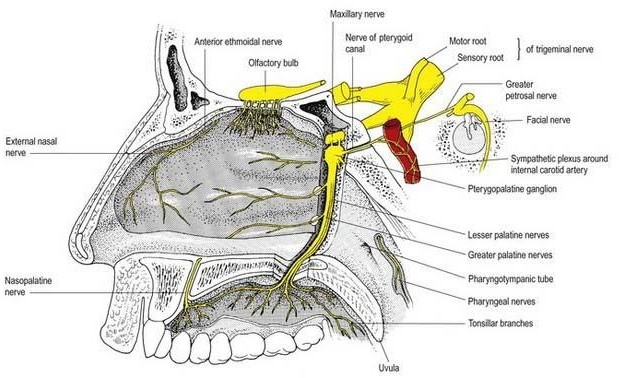 Maxillary nerve
Anterior ethmoidal nerve
Nerve of pterygoid
canal
Motor root
Sensory root
} of trigeminal nerve
Olfactory bulb
Greater
petrosal nerve
Facial nerve
External nasal
nerve
Sympathetic plexus around
internal carotid artery
Pterygopalatine ganglion
Lesser palatine nerves
Greater palatine nerves
Nasopalatine
nerve
Pharyngotympanic tube
Pharyngeal nerves
Tonsillar branches
Uvula